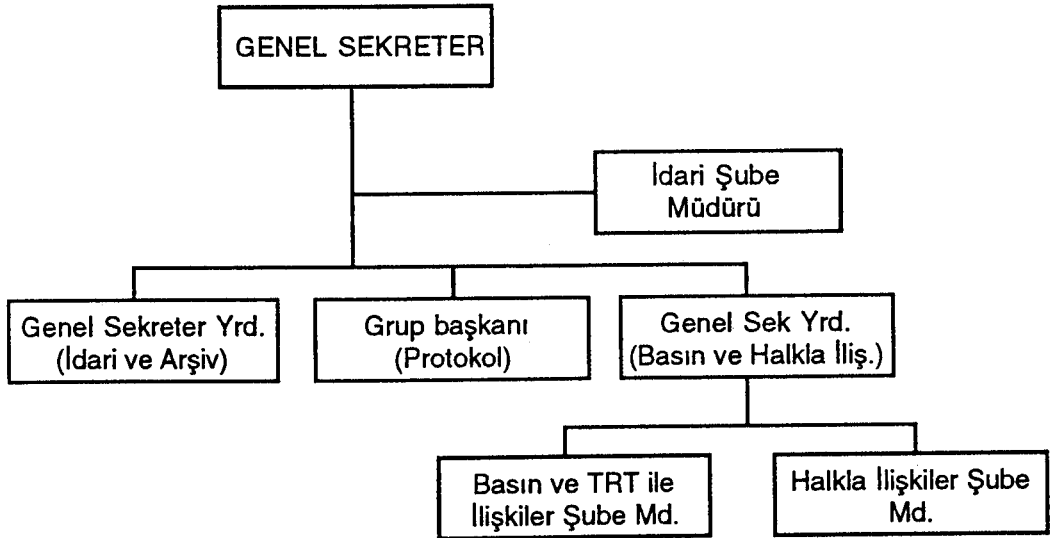 GENEL SEKRETER
İdari Şube
Müdürü
Genel Sekreter Yrd.
(İdari ve Arşiv)
Grup başkanı
(Protokol)
Genel Sek Yrd.
(Basın ve Halkla İliş.)
Basın ve TRT ile
İlişkiler Şube Md.
Halkla İlişkiler Şube
Md.